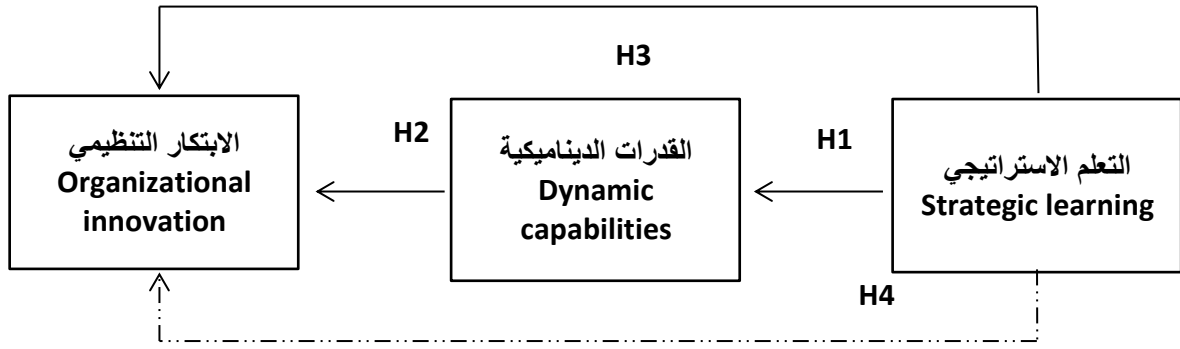 H3
التعلم الاستراتيجي
Strategic learning
H1
القدرات الديناميكية
Dynamic
capabilities
H2
الابتكار التنظيمي
Organizational
innovation
H4